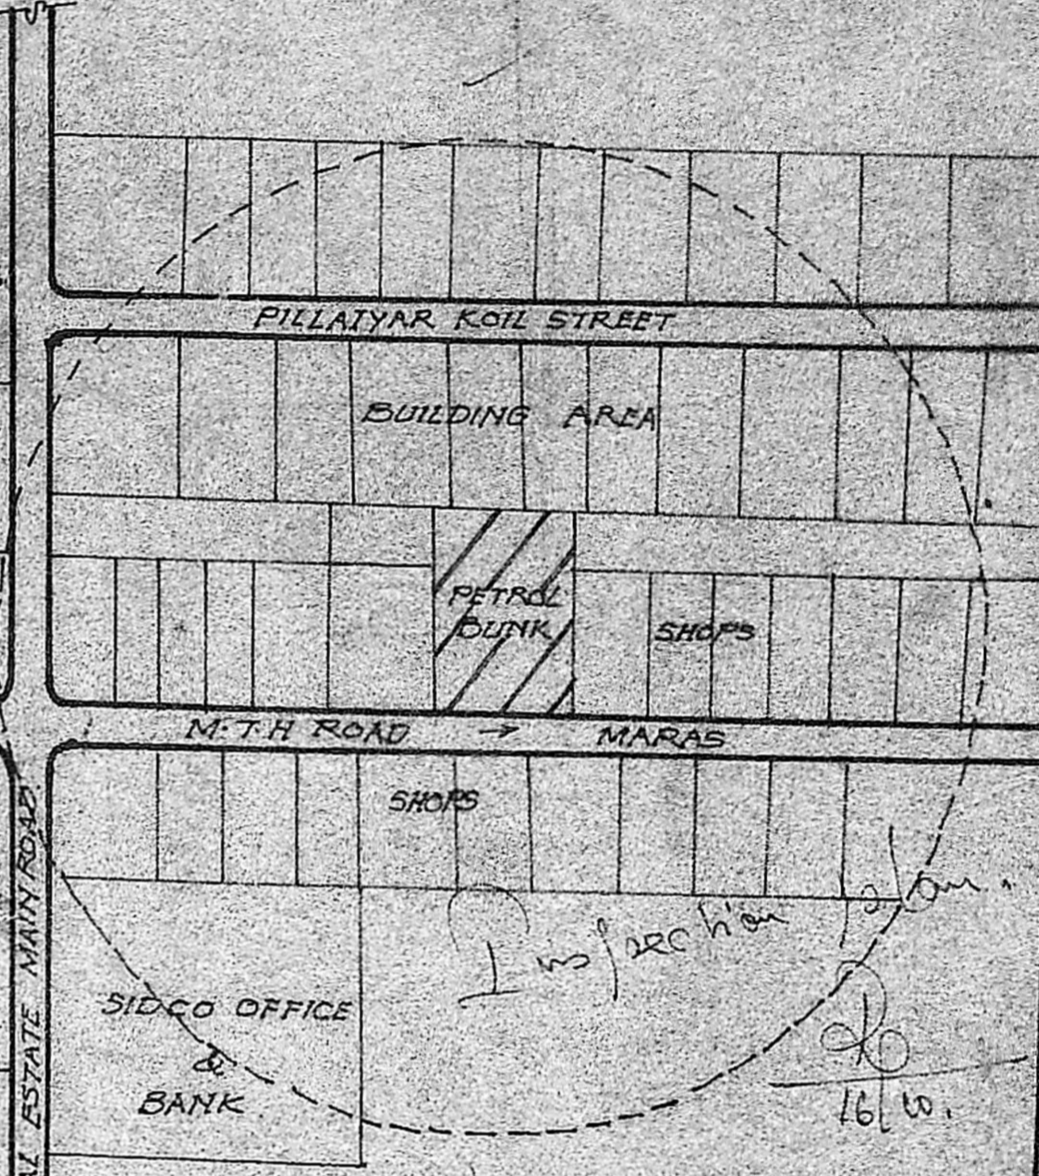 PILLAIYAR KOIL STREET
BUILDING AREA
PETROL
BUNK
SHOPS
M.T.H ROAD → MARAS
SHOPS
Inspection plan.
SIDCO OFFICE
&
BANK
16/10.
AL ESTATE MAIN ROAD.